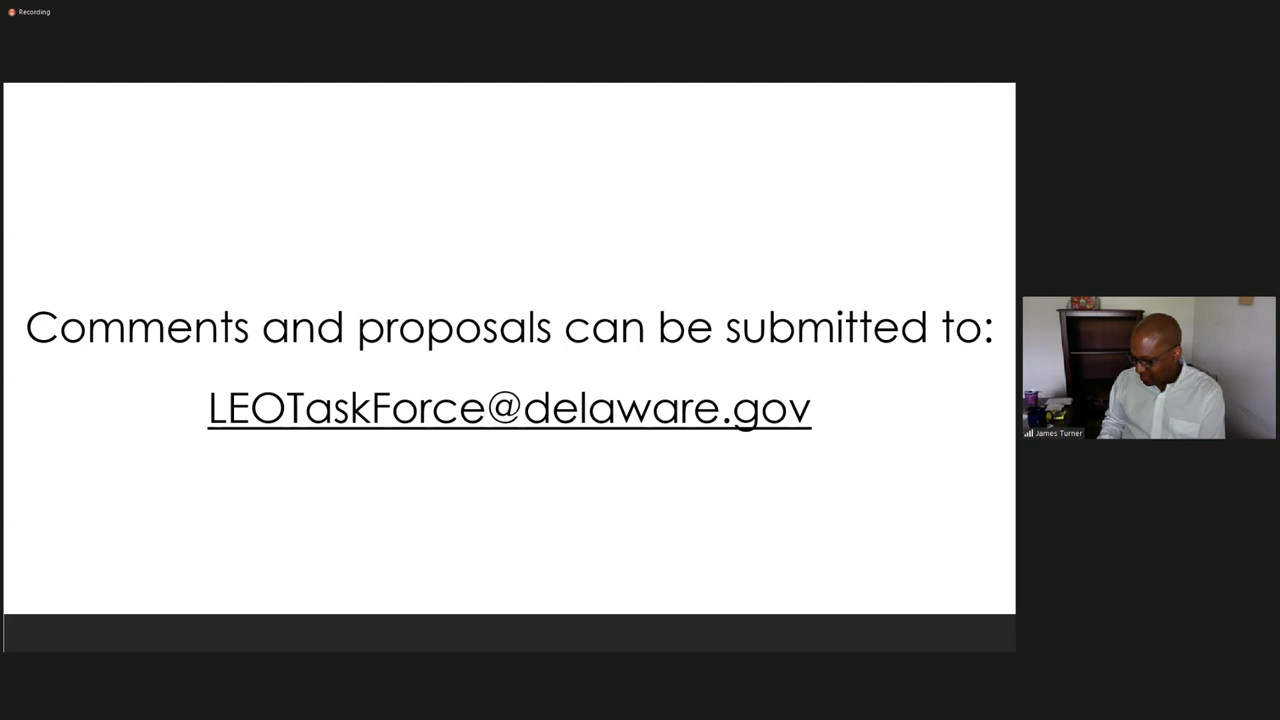 Recording
Comments and proposals can be submitted to:
LEOTaskForce@delaware.gov
James Turner